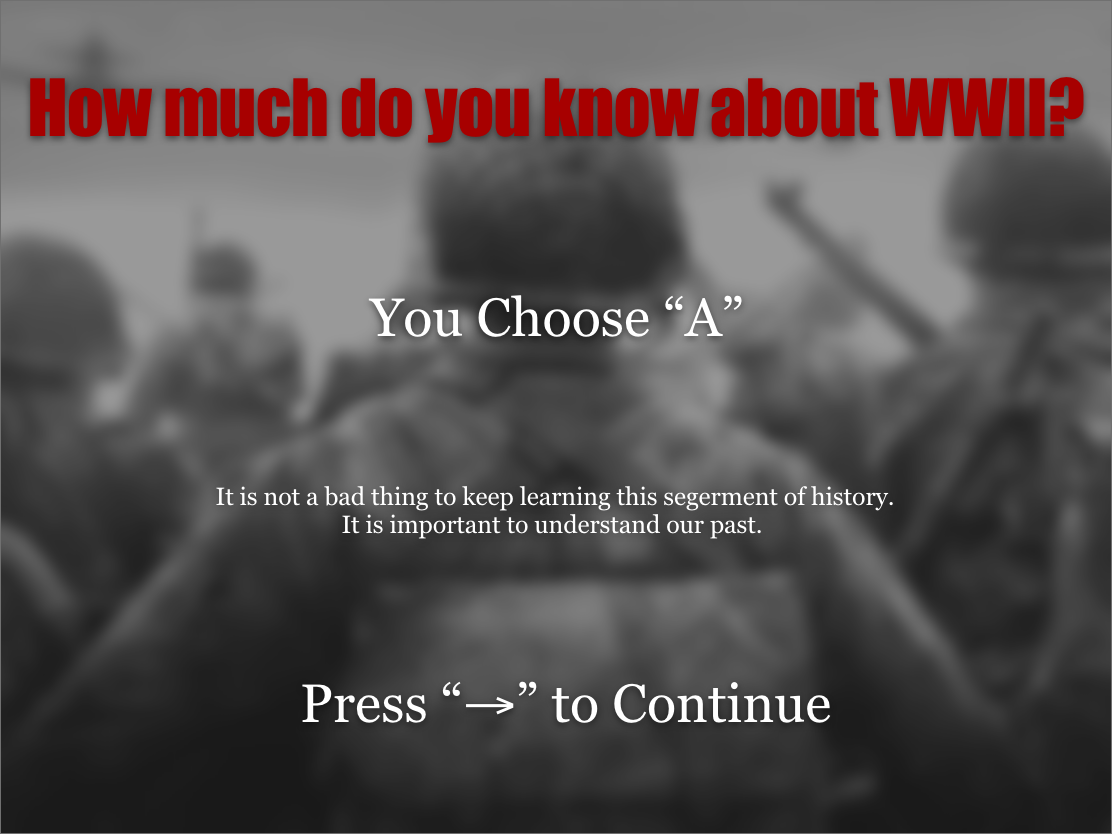 How much do you know about WWII?
You Choose “A”
It is not a bad thing to keep learning this segerment of history.
It is important to understand our past.
Press “→” to Continue